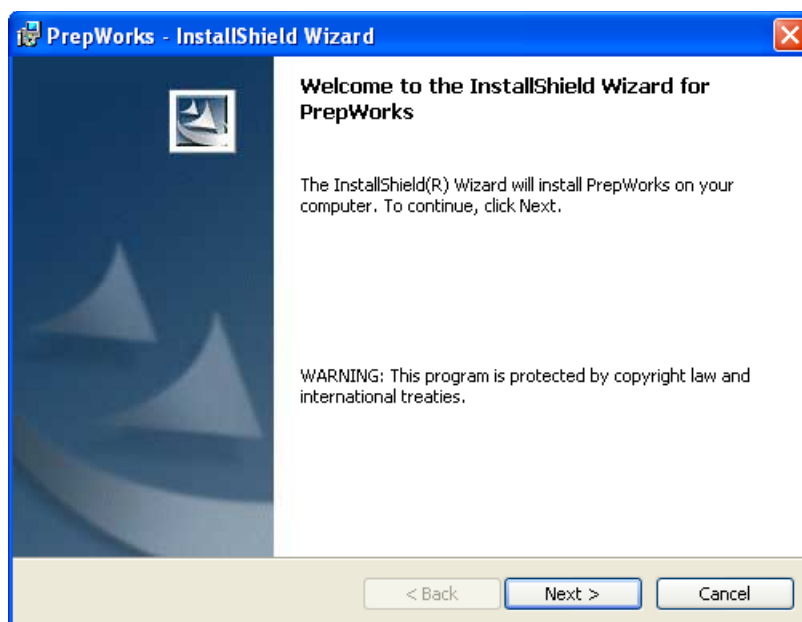 PrepWorks - InstallShield Wizard
Welcome to the InstallShield Wizard for
PrepWorks
The InstallShield(R) Wizard will install PrepWorks on your
computer. To continue, click Next.
WARNING: This program is protected by copyright law and
international treaties.
< Back Next > Cancel